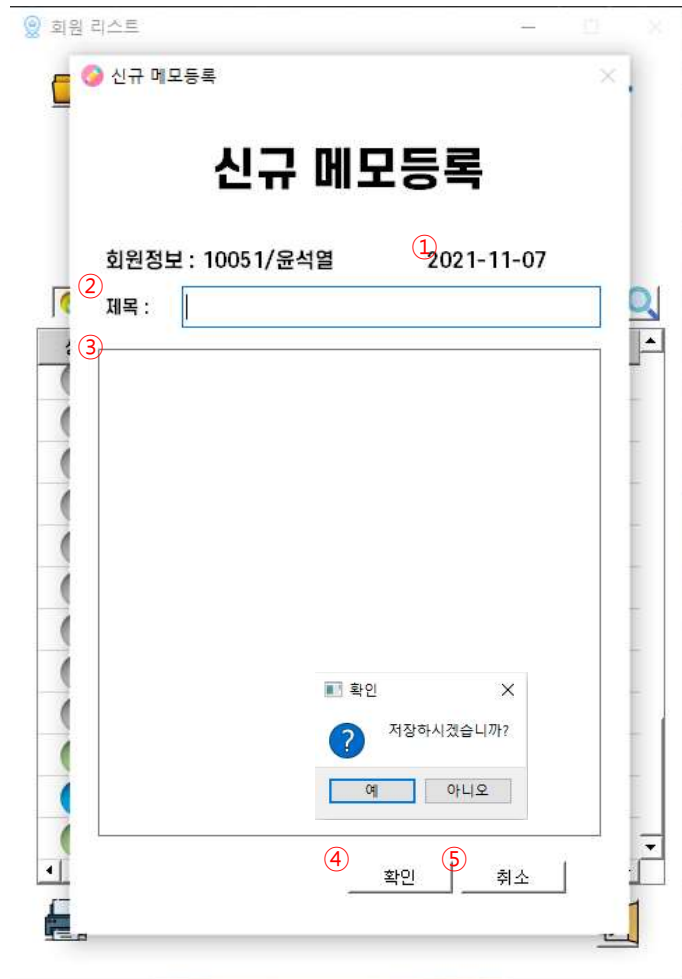 회원 리스트
신규 메모등록
신규 메모등록
회원정보 : 10051/윤석열
① 2021-11-07
②
제목 :
③
확인
저장하시겠습니까?
예 아니오
④ 확인 ⑤ 취소